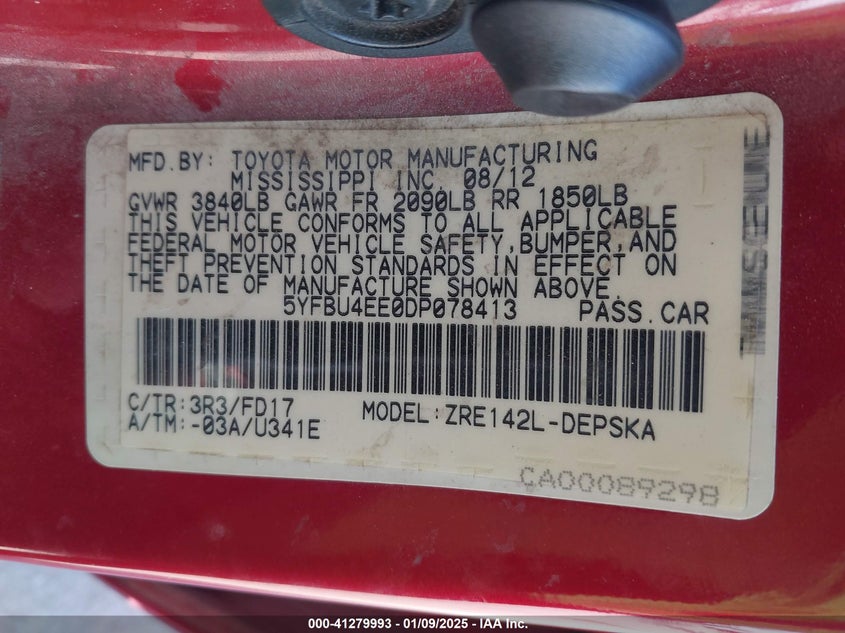 MFD.BY: TOYOTA MOTOR MANUFACTURING
MISSISSIPPI INC. 08/12
GVWR 3840LB GAWR FR 2090LB RR 1850LB
THIS VEHICLE CONFORMS TO ALL APPLICABLE
FEDERAL MOTOR VEHICLE SAFETY, BUMPER, AND
THEFT PREVENTION STANDARDS IN EFFECT ON
THE DATE OF MANUFACTURE SHOWN ABOVE.
5YFBU4EE0DP078413 PASS.CAR
C/TR:3R3/FD17 MODEL:ZRE142L-DEPSKA
A/TM:-03A/U341E
CA00089298
000-41279993 | 01/09/2025 | IAA Inc.